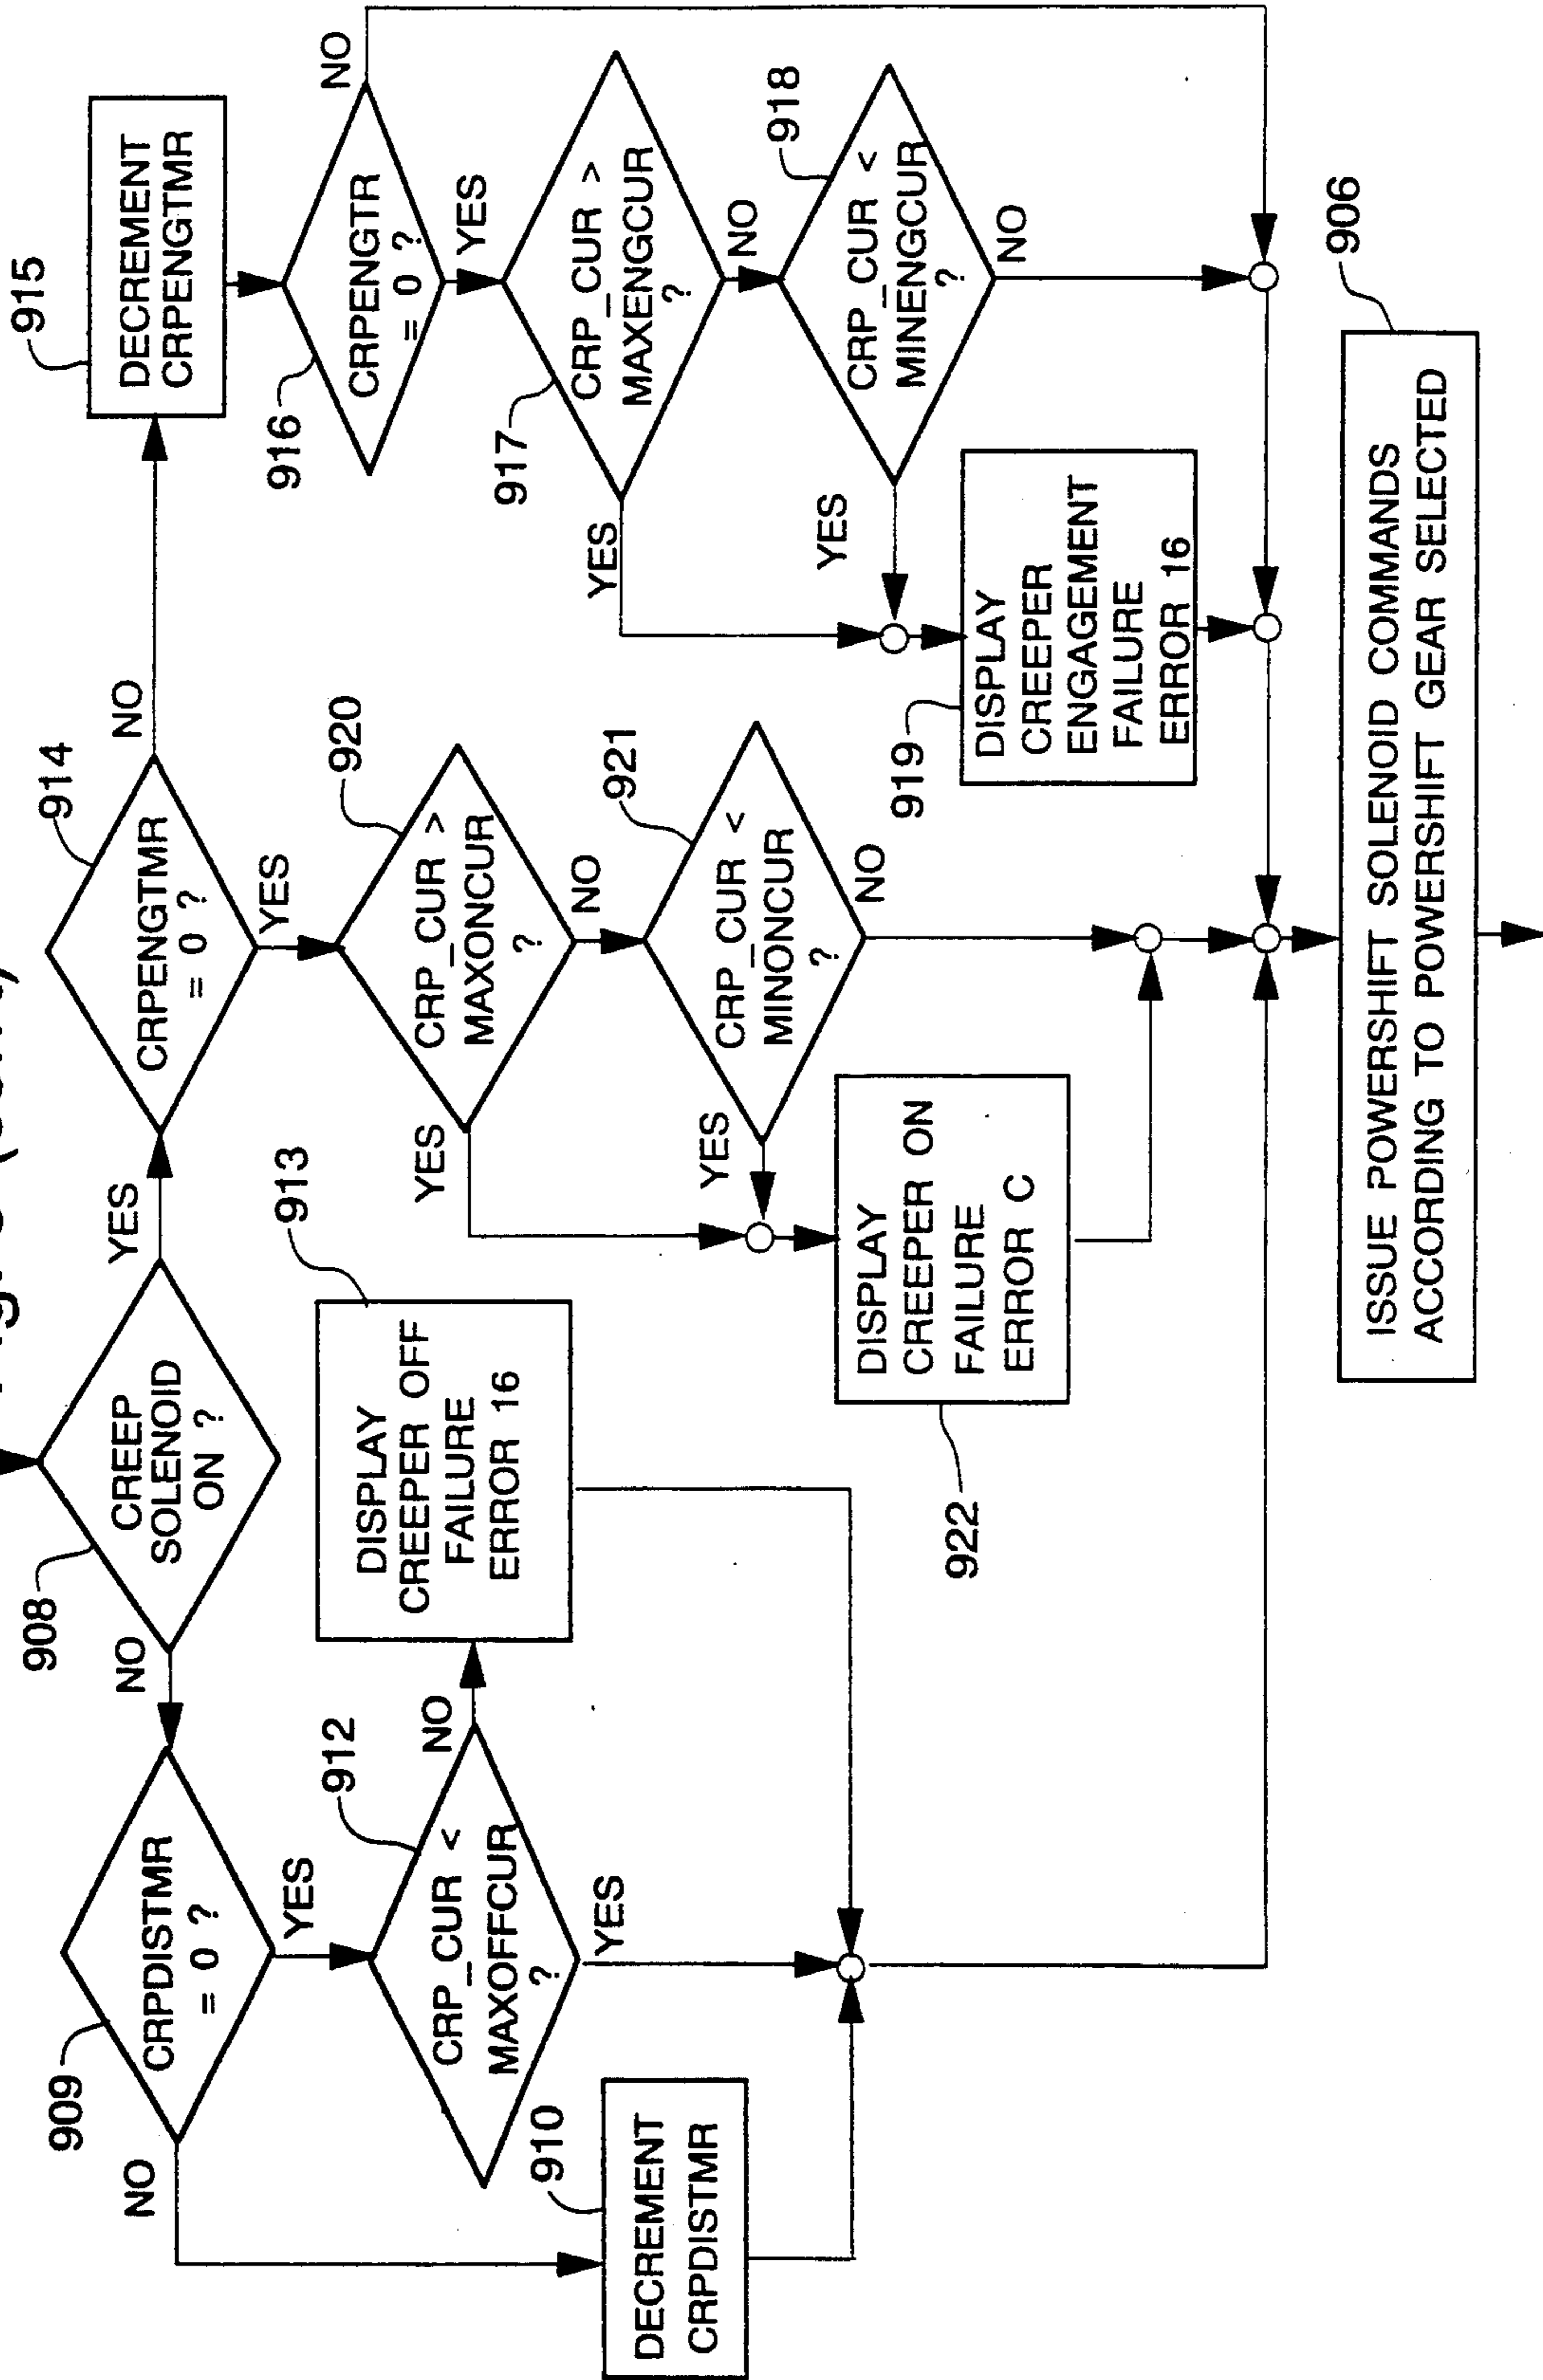 908
CREEP
SOLENOID
ON ?
NO
YES
909
CRPDISTMR
= 0 ?
NO
YES
914
CRPENGTMR
= 0 ?
YES
NO
915
DECREMENT
CRPENGTMR
912
CRP_CUR <
MAXOFFCUR
?
NO
YES
913
DISPLAY
CREEPER OFF
FAILURE
ERROR 16
920
CRP_CUR >
MAXONCUR
?
YES
NO
916
CRPENGTR
= 0 ?
NO
YES
910
DECREMENT
CRPDISTMR
921
CRP_CUR <
MINONCUR
?
YES
NO
917
CRP_CUR >
MAXENGCUR
?
YES
NO
922
DISPLAY
CREEPER ON
FAILURE
ERROR C
918
CRP_CUR <
MINENGCUR
?
YES
NO
919
DISPLAY
CREEPER
ENGAGEMENT
FAILURE
ERROR 16
906
ISSUE POWERSHIFT SOLENOID COMMANDS
ACCORDING TO POWERSHIFT GEAR SELECTED